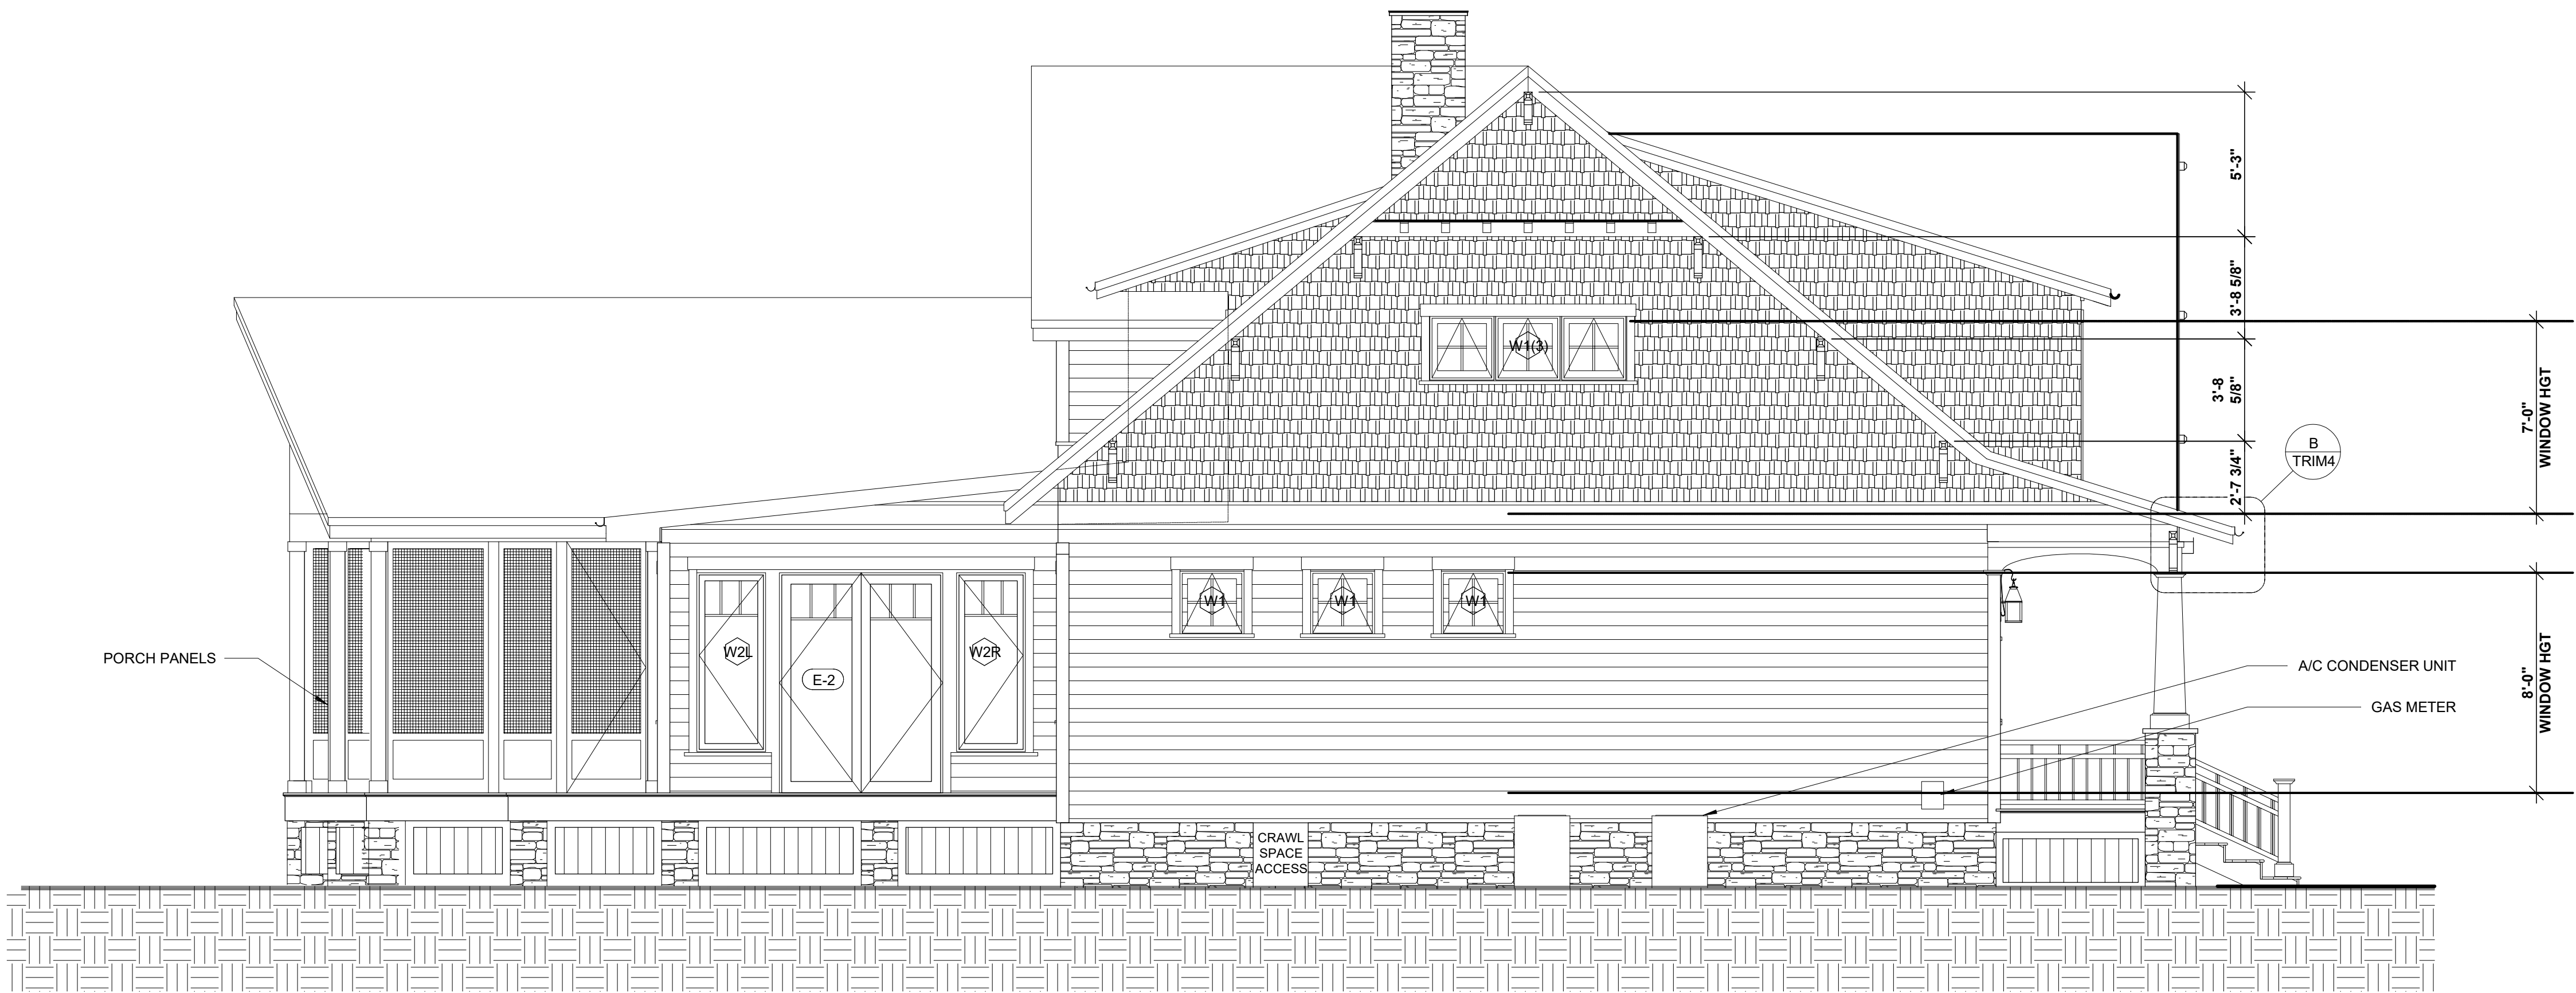 5'-3"
3'-8 5/8"
W1(3)
3'-8
5/8"
7'-0"
WINDOW HGT
B
TRIM4
2'-7 3/4"
W1
W1
W1
W2L
W2R
E-2
PORCH PANELS
A/C CONDENSER UNIT
GAS METER
8'-0"
WINDOW HGT
CRAWL
SPACE
ACCESS